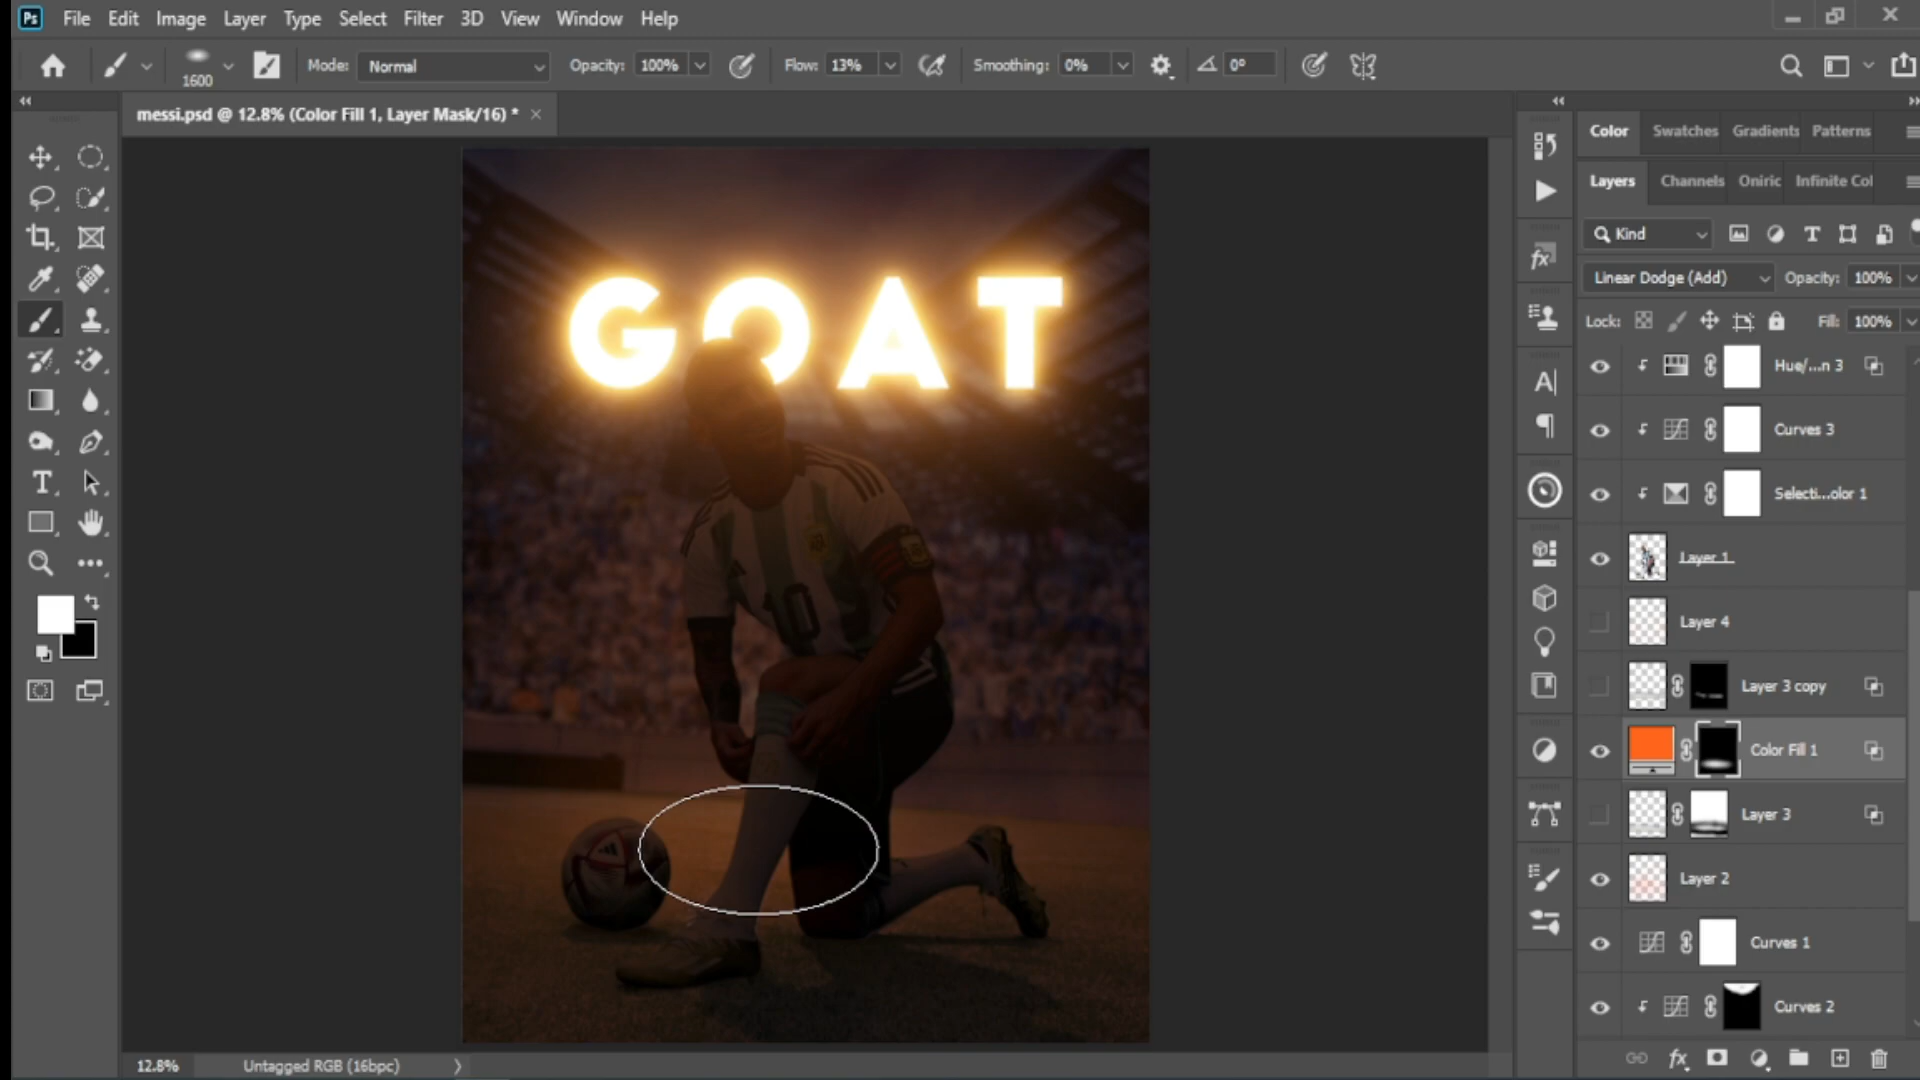 Ps File Edit Image Layer Type Select Filter 3D View Window Help
1600 Mode: Normal Opacity: 100% Flow: 13% Smoothing: 0% 0°
messi.psd @ 12.8% (Color Fill 1, Layer Mask/16) *
GOAT
Color Swatches Gradients Patterns
Layers Channels Oniric Infinite Col
Kind
Linear Dodge (Add) Opacity: 100%
Lock: Fill: 100%
Hue/...n 3
Curves 3
Selecti...olor 1
Layer 1
Layer 4
Layer 3 copy
Color Fill 1
Layer 3
Layer 2
Curves 1
Curves 2
12.8% Untagged RGB (16bpc)